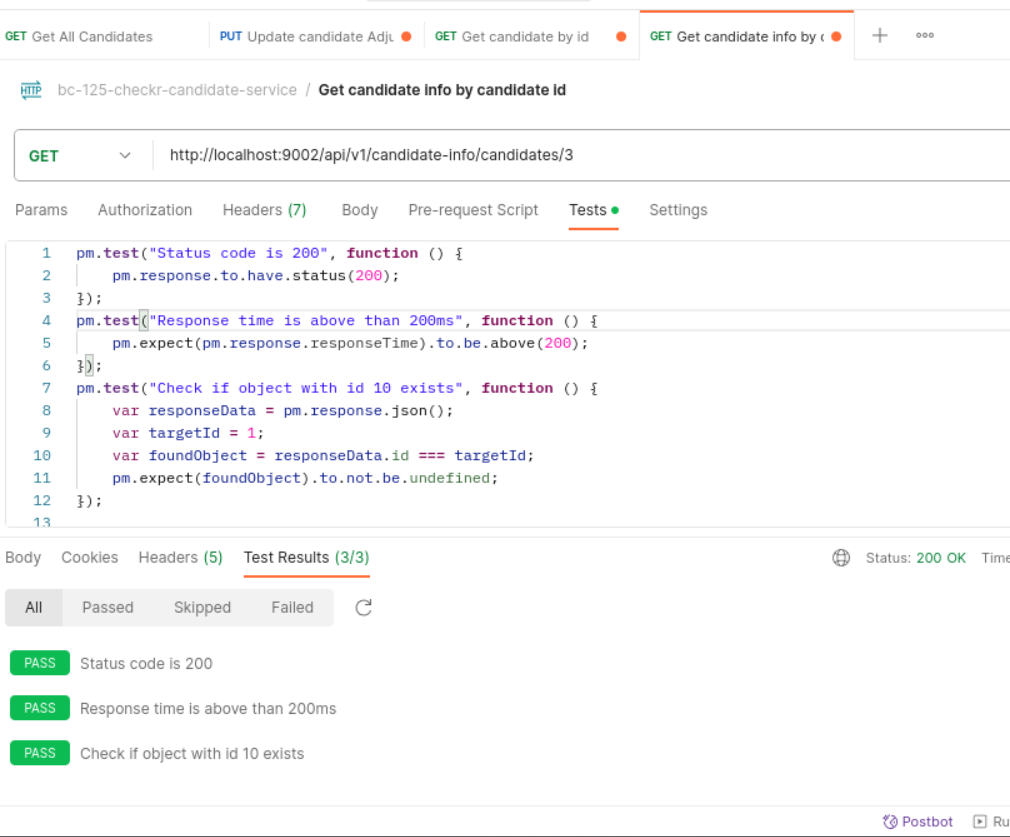 GET Get All Candidates PUT Update candidate Adju GET Get candidate by id GET Get candidate info by c
HTTP bc-125-checkr-candidate-service / Get candidate info by candidate id
GET http://localhost:9002/api/v1/candidate-info/candidates/3
Params Authorization Headers (7) Body Pre-request Script Tests Settings
1 pm.test("Status code is 200", function () {
2 pm.response.to.have.status(200);
3 });
4 pm.test("Response time is above than 200ms", function () {
5 pm.expect(pm.response.responseTime).to.be.above(200);
6 });
7 pm.test("Check if object with id 10 exists", function () {
8 var responseData = pm.response.json();
9 var targetId = 1;
10 var foundObject = responseData.id === targetId;
11 pm.expect(foundObject).to.not.be.undefined;
12 });
13
Body Cookies Headers (5) Test Results (3/3) Status: 200 OK Time
All Passed Skipped Failed
PASS Status code is 200
PASS Response time is above than 200ms
PASS Check if object with id 10 exists
Postbot Ru